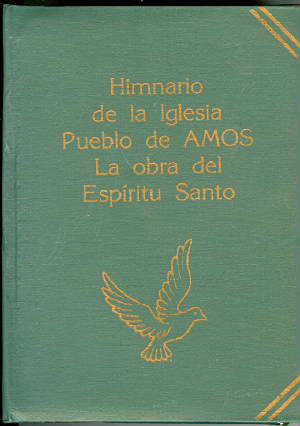 Himnario
de la Iglesia
Pueblo de AMOS
La obra del
Espíritu Santo